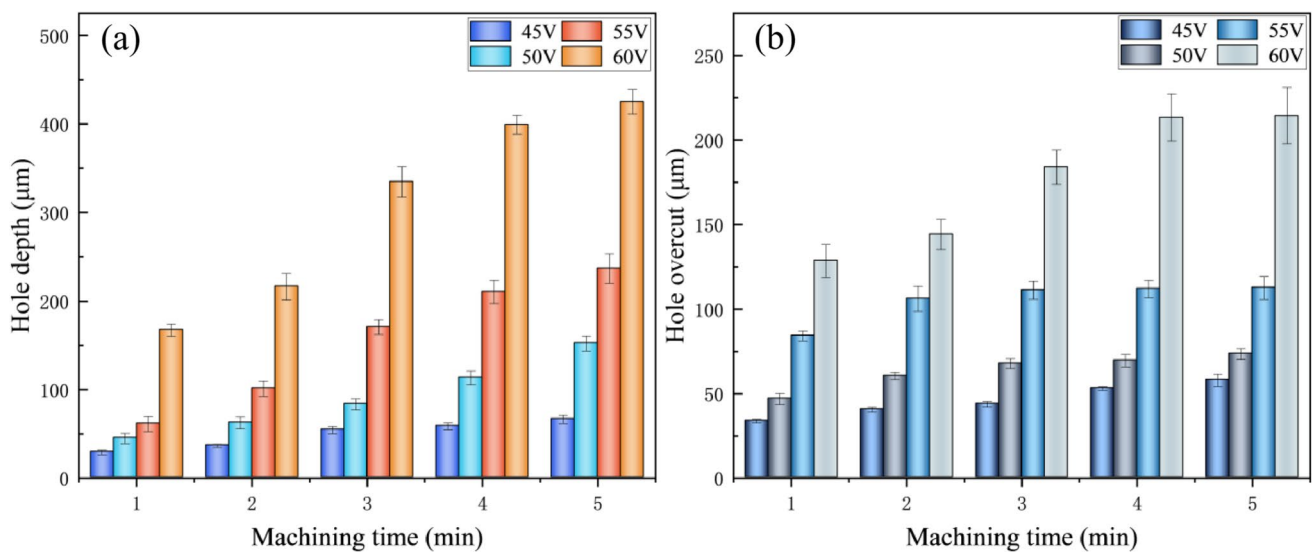 (a)
45V 55V
50V 60V
Hole depth (μm)
500
400
300
200
100
0
1 2 3 4 5
Machining time (min)
(b)
45V 55V
50V 60V
Hole overcut (μm)
250
200
150
100
50
0
1 2 3 4 5
Machining time (min)